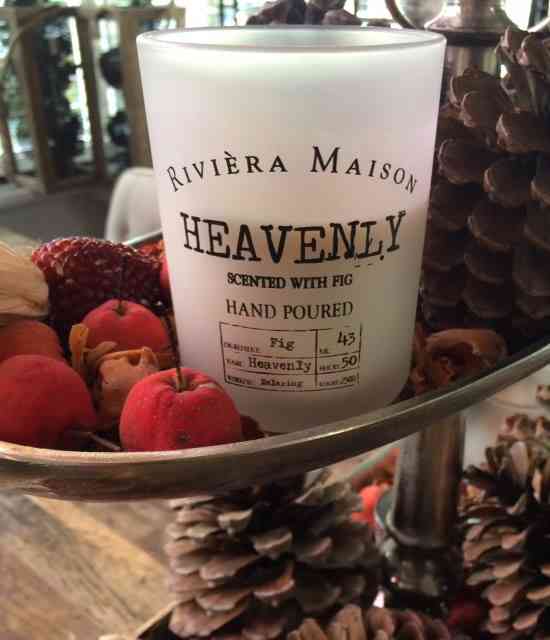 RIVIÈRA MAISON
HEAVENLY
SCENTED WITH FIG
HAND POURED
Fig 43
Heavenly 50
Relaxing